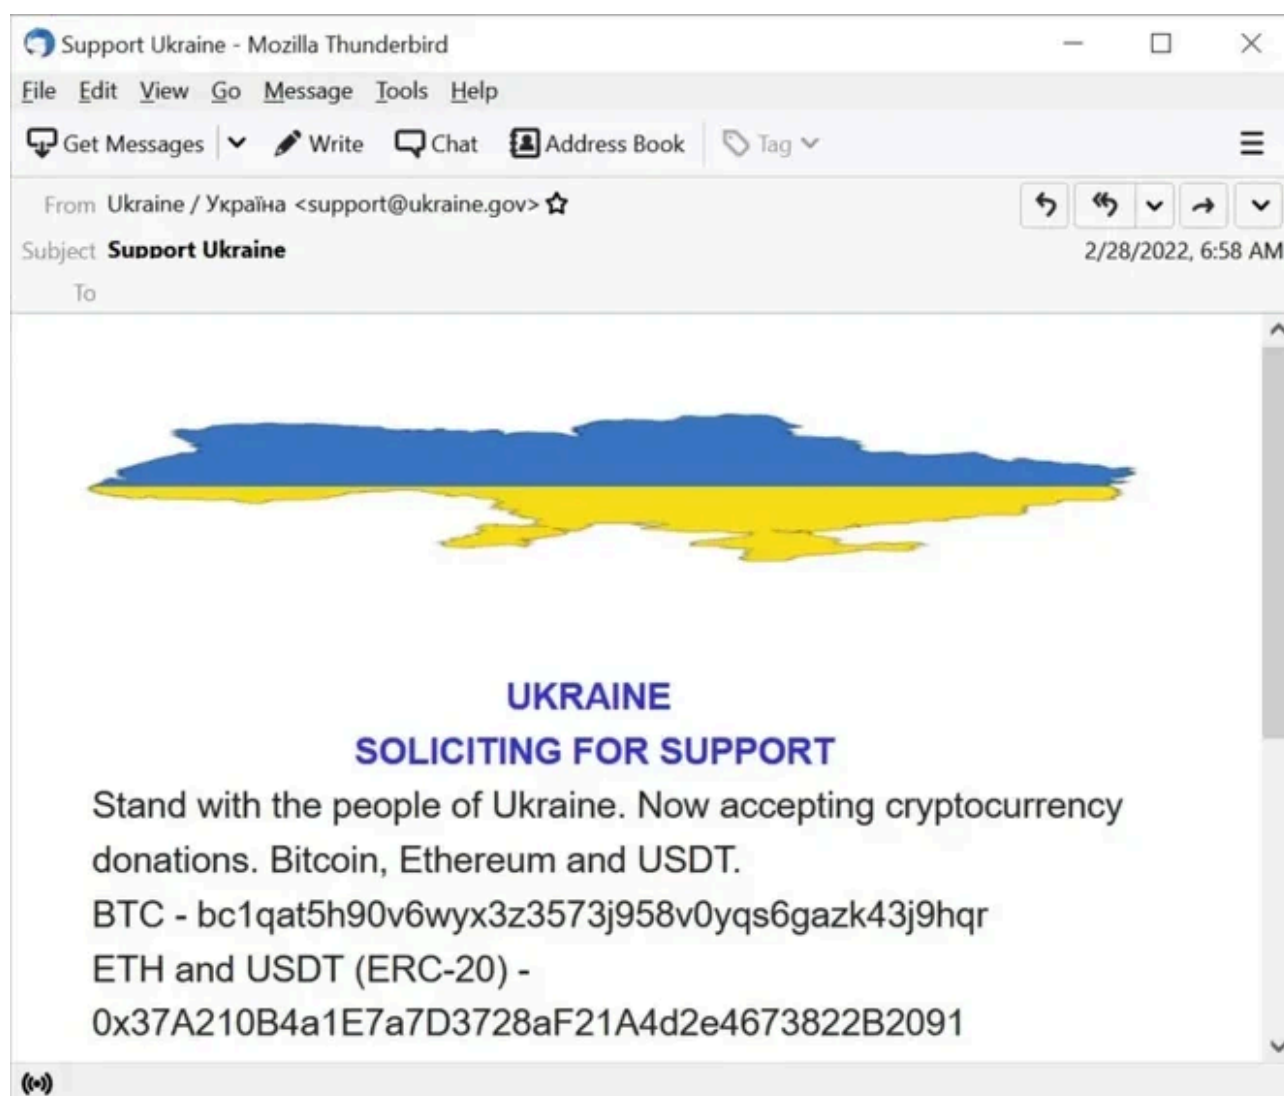 Support Ukraine - Mozilla Thunderbird
File Edit View Go Message Tools Help
Get Messages Write Chat Address Book Tag
From Ukraine / Україна <support@ukraine.gov>
Subject Support Ukraine 2/28/2022, 6:58 AM
To
UKRAINE
SOLICITING FOR SUPPORT
Stand with the people of Ukraine. Now accepting cryptocurrency
donations. Bitcoin, Ethereum and USDT.
BTC - bc1qat5h90v6wyx3z3573j958v0yqs6gazk43j9hqr
ETH and USDT (ERC-20) -
0x37A210B4a1E7a7D3728aF21A4d2e4673822B2091